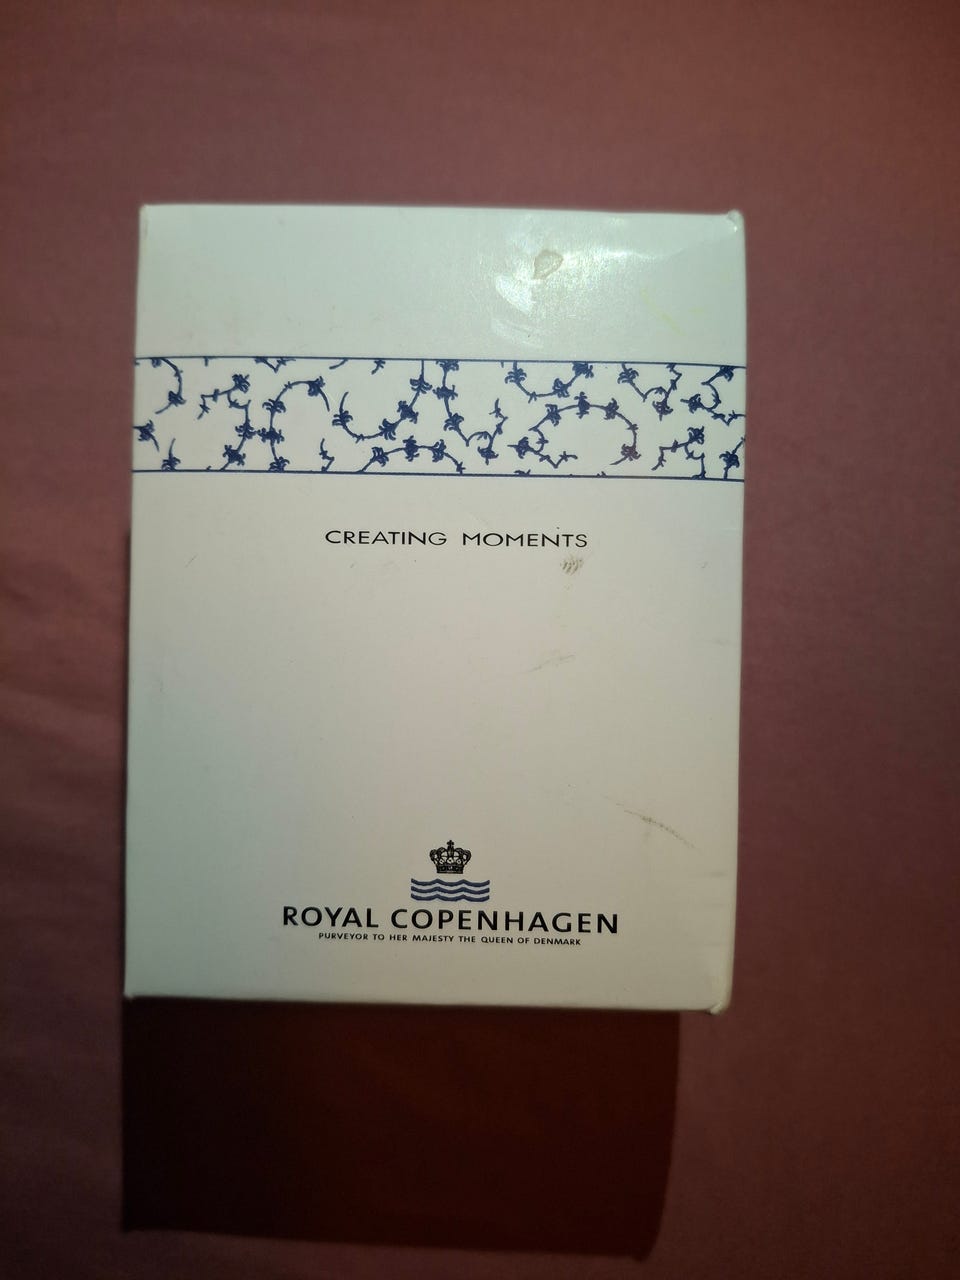 CREATING MOMENTS
ROYAL COPENHAGEN
PURVEYOR TO HER MAJESTY THE QUEEN OF DENMARK